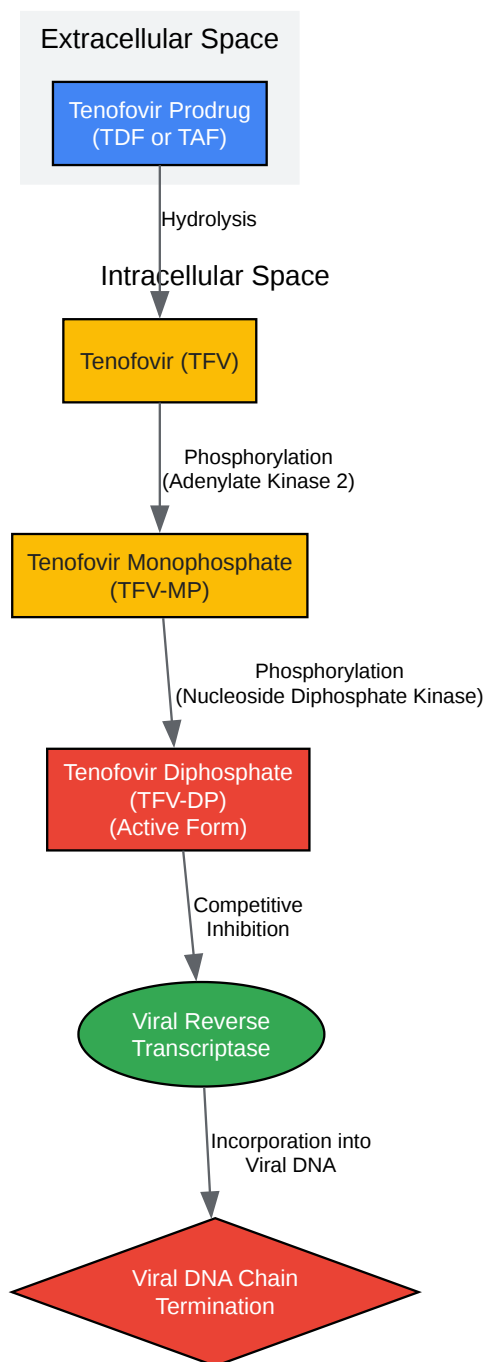 Extracellular Space
Tenofovir Prodrug
(TDF or TAF)
Hydrolysis
Intracellular Space
Tenofovir (TFV)
Phosphorylation
(Adenylate Kinase 2)
Tenofovir Monophosphate
(TFV-MP)
Phosphorylation
(Nucleoside Diphosphate Kinase)
Tenofovir Diphosphate
(TFV-DP)
(Active Form)
Competitive
Inhibition
Viral Reverse
Transcriptase
Incorporation into
Viral DNA
Viral DNA Chain
Termination